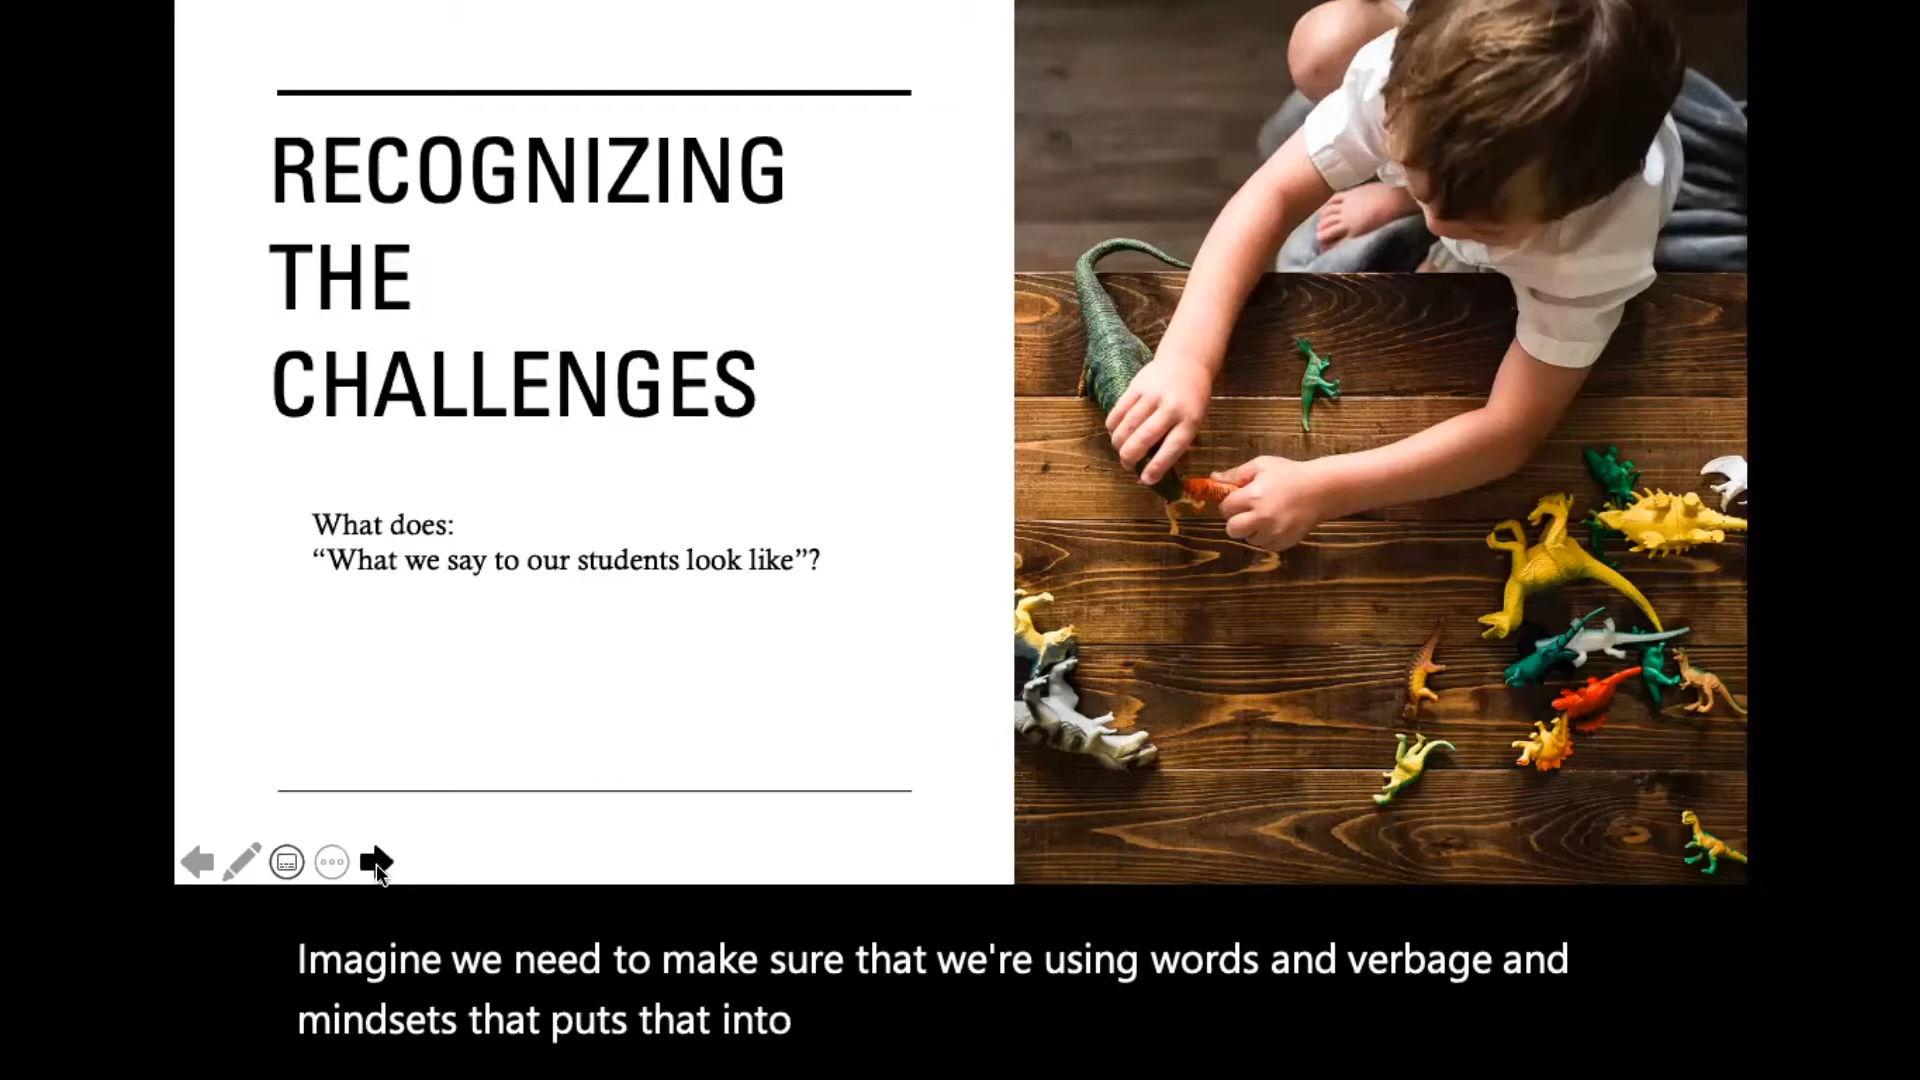 RECOGNIZING
THE
CHALLENGES
What does:
“What we say to our students look like”?
Imagine we need to make sure that we're using words and verbage and
mindsets that puts that into